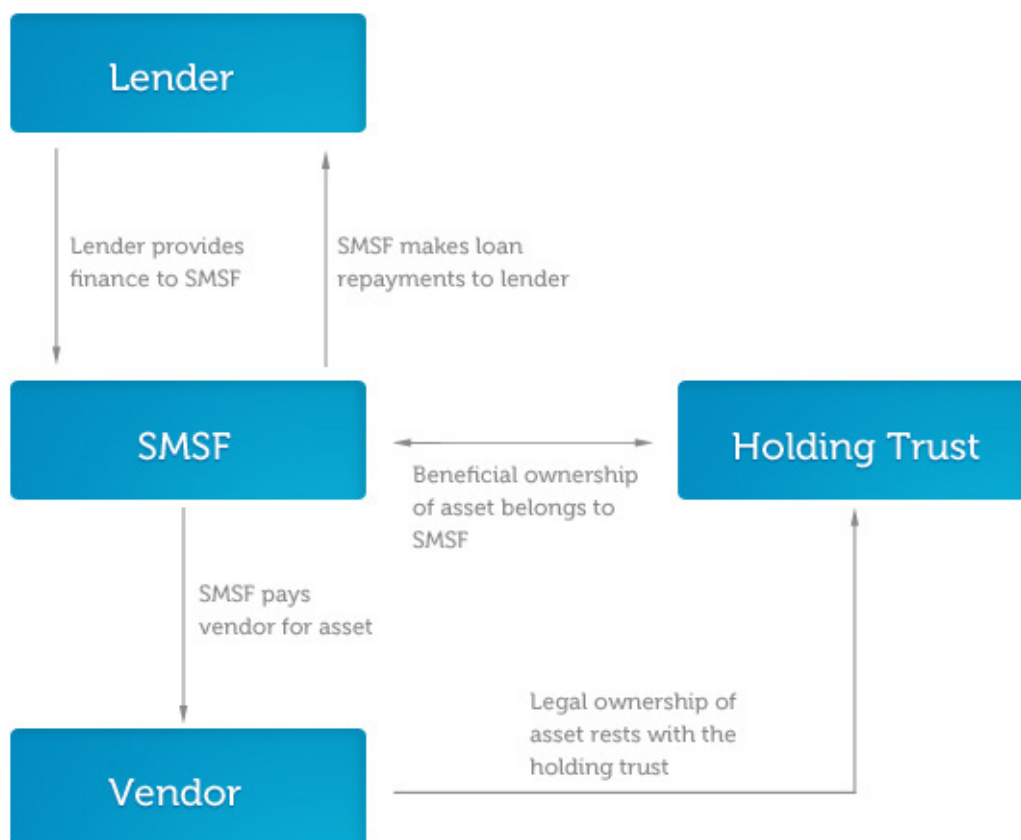 Lender
Lender provides
finance to SMSF
SMSF makes loan
repayments to lender
SMSF
Beneficial ownership
of asset belongs to
SMSF
Holding Trust
SMSF pays
vendor for asset
Legal ownership of
asset rests with the
holding trust
Vendor